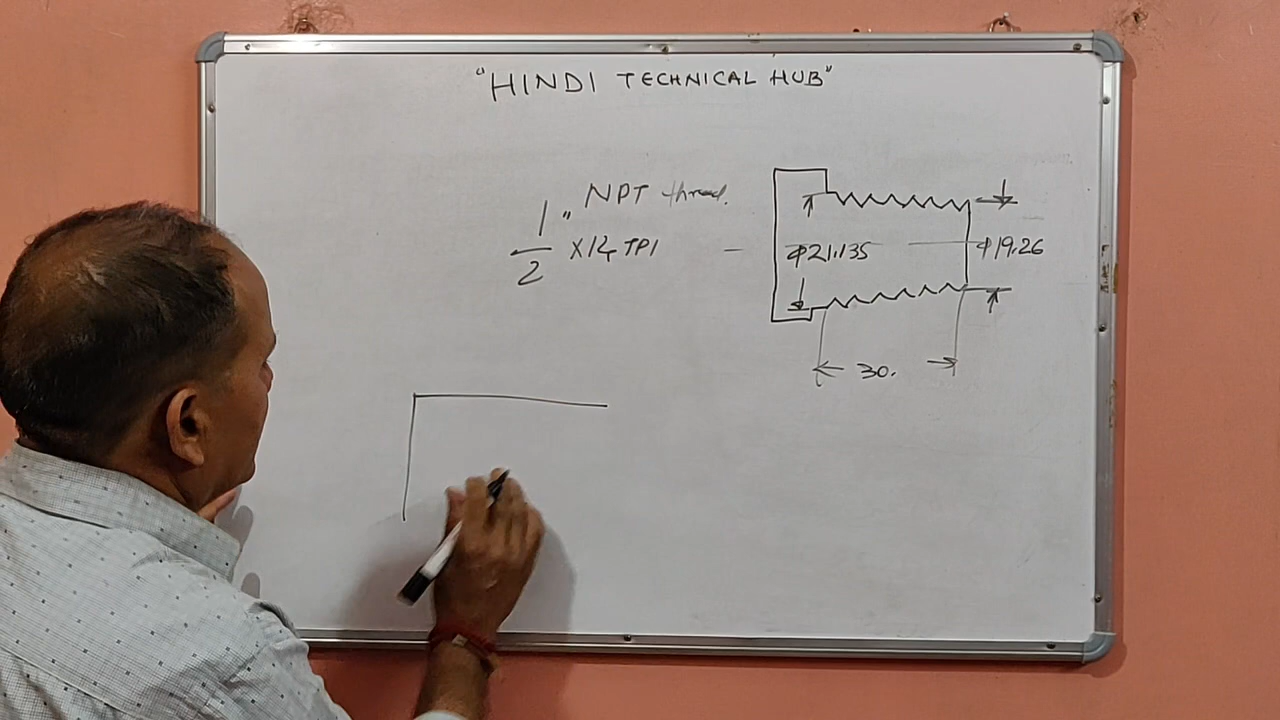 "HINDI TECHNICAL HUB"
1/2" NPT thread.
X14 TPI
–
φ21.135
φ19.26
30.